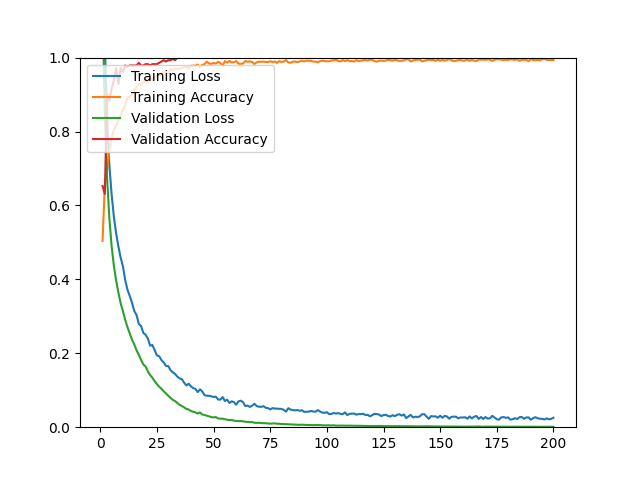 1.0
0.8
0.6
0.4
0.2
0.0
Training Loss
Training Accuracy
Validation Loss
Validation Accuracy
0 25 50 75 100 125 150 175 200